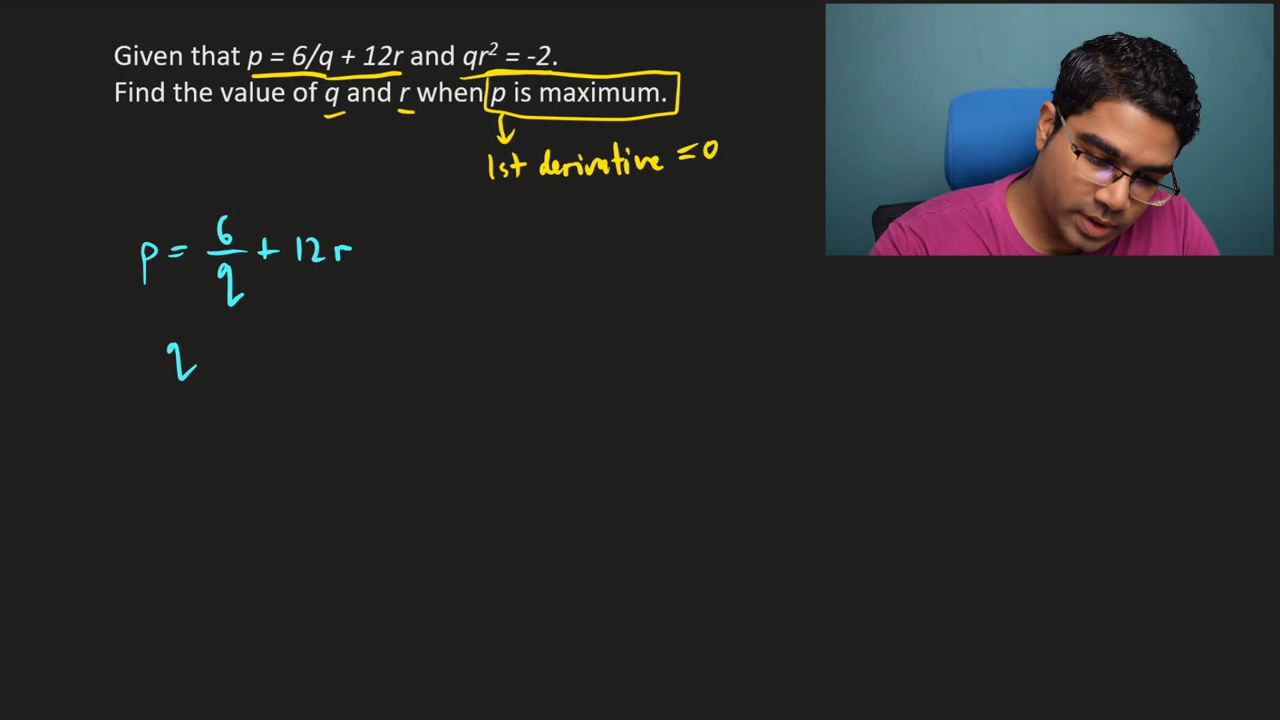 Given that p = 6/q + 12r and qr² = -2.
Find the value of q and r when p is maximum.
1st derivative = 0
p = 6/q + 12r
q